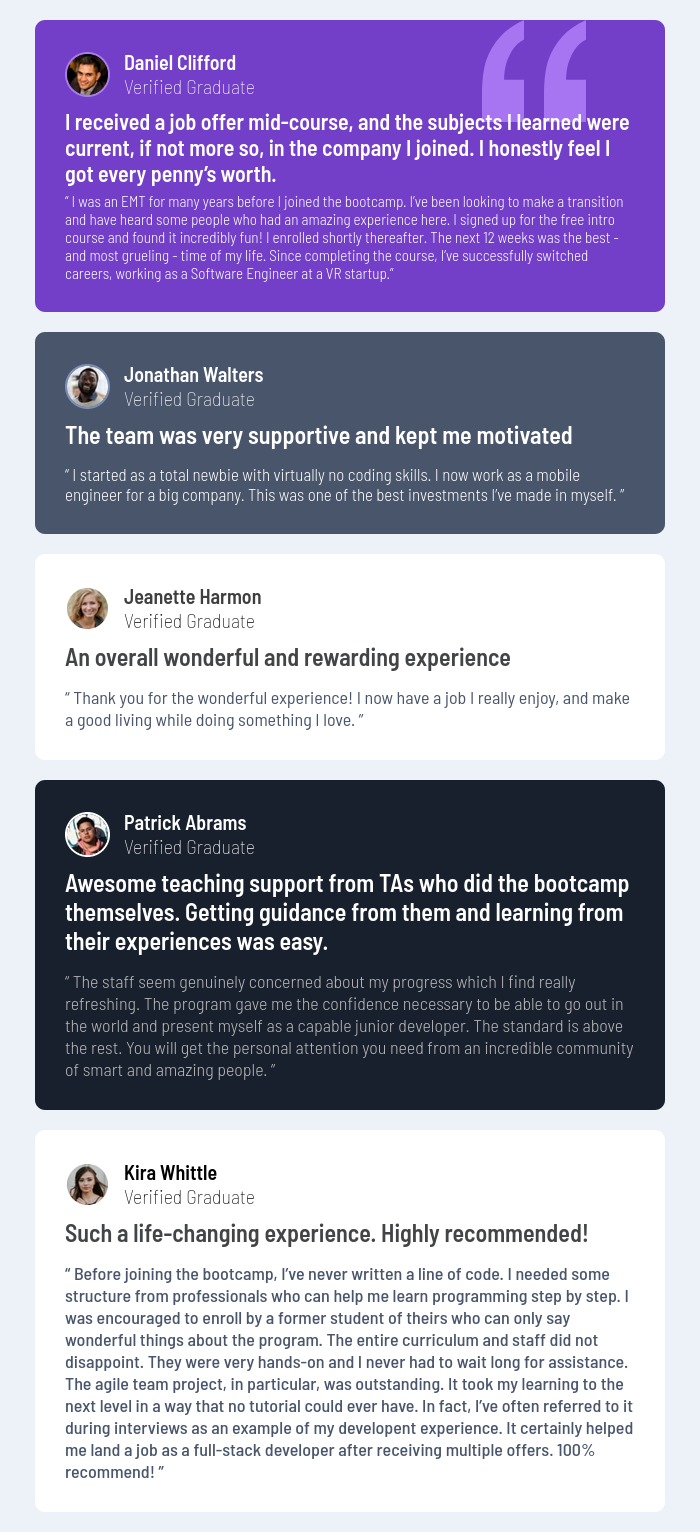 Daniel Clifford
Verified Graduate
I received a job offer mid-course, and the subjects I learned were
current, if not more so, in the company I joined. I honestly feel I
got every penny’s worth.
“ I was an EMT for many years before I joined the bootcamp. I’ve been looking to make a transition
and have heard some people who had an amazing experience here. I signed up for the free intro
course and found it incredibly fun! I enrolled shortly thereafter. The next 12 weeks was the best -
and most grueling - time of my life. Since completing the course, I’ve successfully switched
careers, working as a Software Engineer at a VR startup.”
Jonathan Walters
Verified Graduate
The team was very supportive and kept me motivated
“ I started as a total newbie with virtually no coding skills. I now work as a mobile
engineer for a big company. This was one of the best investments I’ve made in myself. ”
Jeanette Harmon
Verified Graduate
An overall wonderful and rewarding experience
“ Thank you for the wonderful experience! I now have a job I really enjoy, and make
a good living while doing something I love. ”
Patrick Abrams
Verified Graduate
Awesome teaching support from TAs who did the bootcamp
themselves. Getting guidance from them and learning from
their experiences was easy.
“ The staff seem genuinely concerned about my progress which I find really
refreshing. The program gave me the confidence necessary to be able to go out in
the world and present myself as a capable junior developer. The standard is above
the rest. You will get the personal attention you need from an incredible community
of smart and amazing people. ”
Kira Whittle
Verified Graduate
Such a life-changing experience. Highly recommended!
“ Before joining the bootcamp, I’ve never written a line of code. I needed some
structure from professionals who can help me learn programming step by step. I
was encouraged to enroll by a former student of theirs who can only say
wonderful things about the program. The entire curriculum and staff did not
disappoint. They were very hands-on and I never had to wait long for assistance.
The agile team project, in particular, was outstanding. It took my learning to the
next level in a way that no tutorial could ever have. In fact, I’ve often referred to it
during interviews as an example of my developent experience. It certainly helped
me land a job as a full-stack developer after receiving multiple offers. 100%
recommend! ”